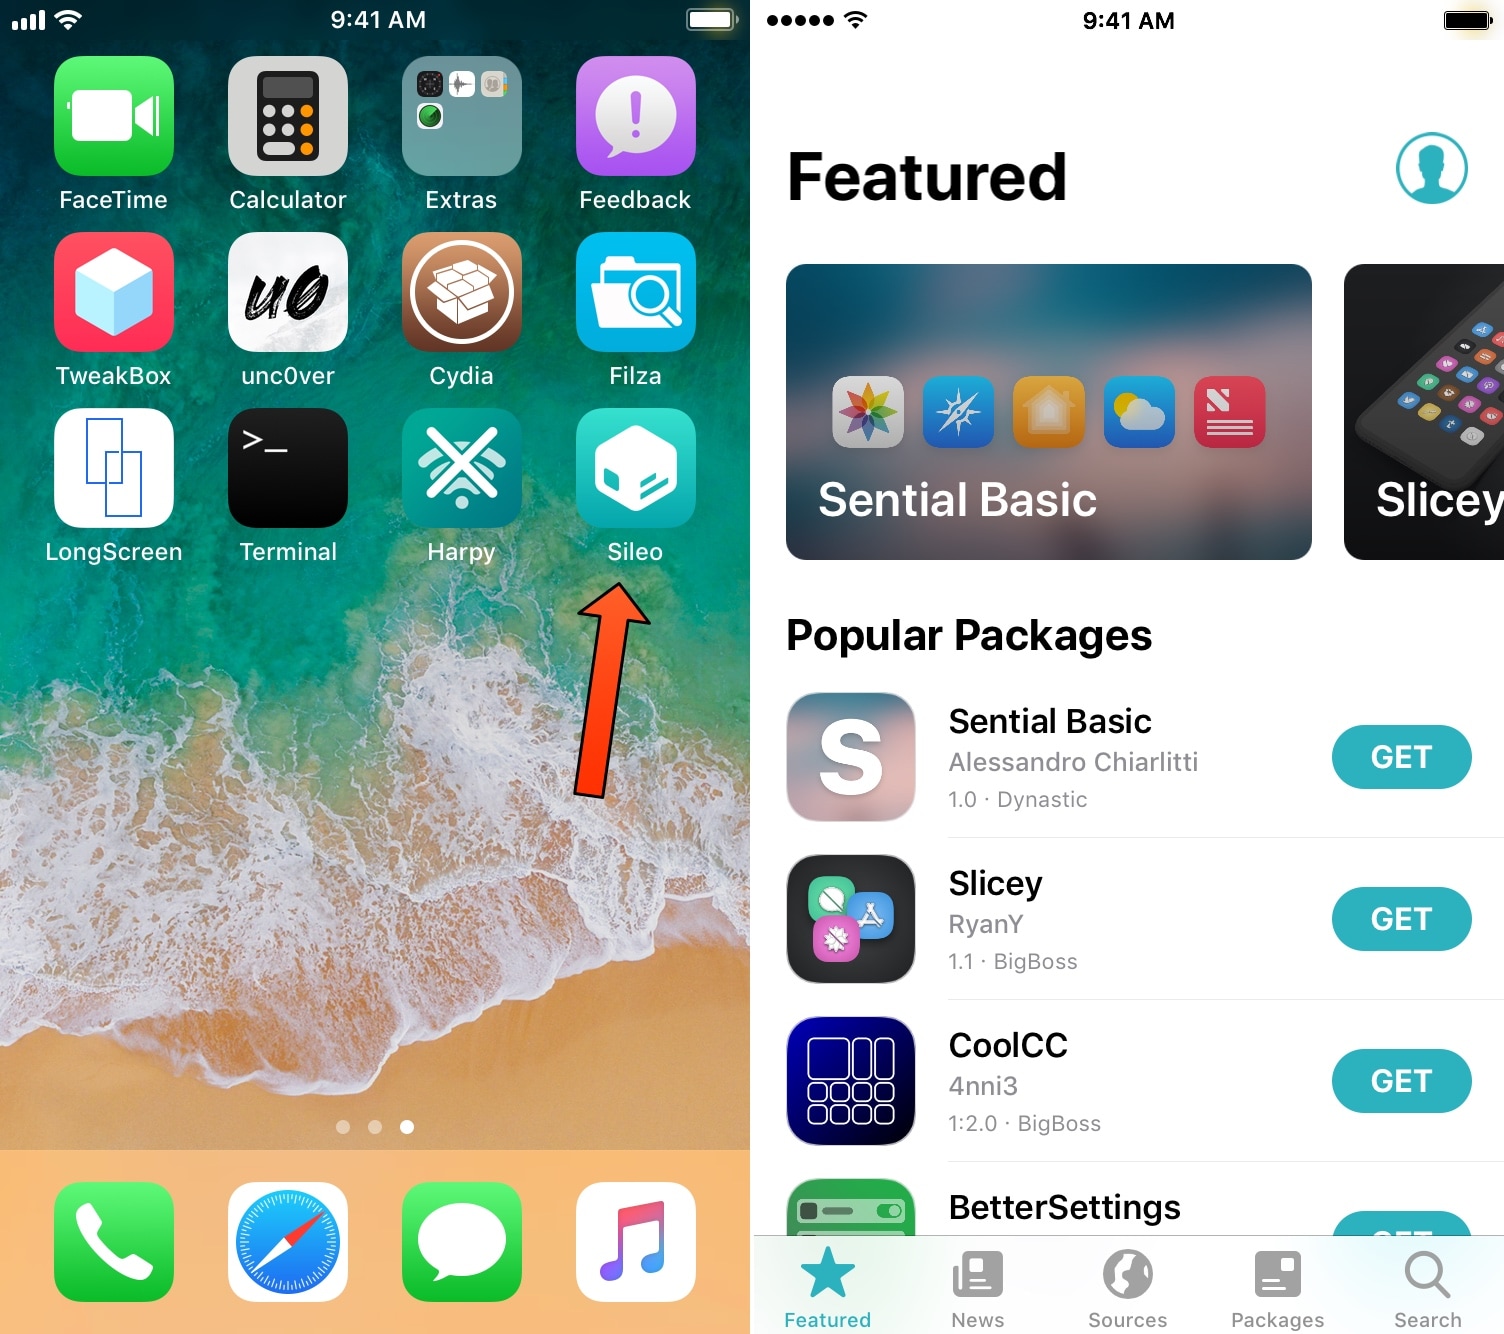 9:41 AM
FaceTime
Calculator
Extras
Feedback
TweakBox
unc0ver
Cydia
Filza
LongScreen
Terminal
Harpy
Sileo
u0
>_
9:41 AM
Featured
Sential Basic
Slicey
Popular Packages
S
Sential Basic
Alessandro Chiarlitti
1.0 · Dynastic
GET
Slicey
RyanY
1.1 · BigBoss
GET
CoolCC
4nni3
1:2.0 · BigBoss
GET
BetterSettings
GET
Featured
News
Sources
Packages
Search